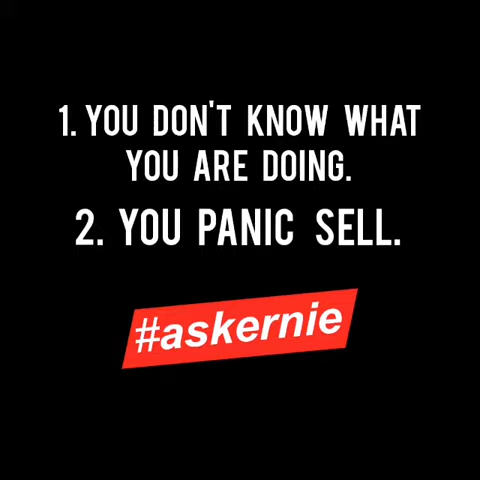 1. YOU DON'T KNOW WHAT
YOU ARE DOING.
2. YOU PANIC SELL.
#askernie